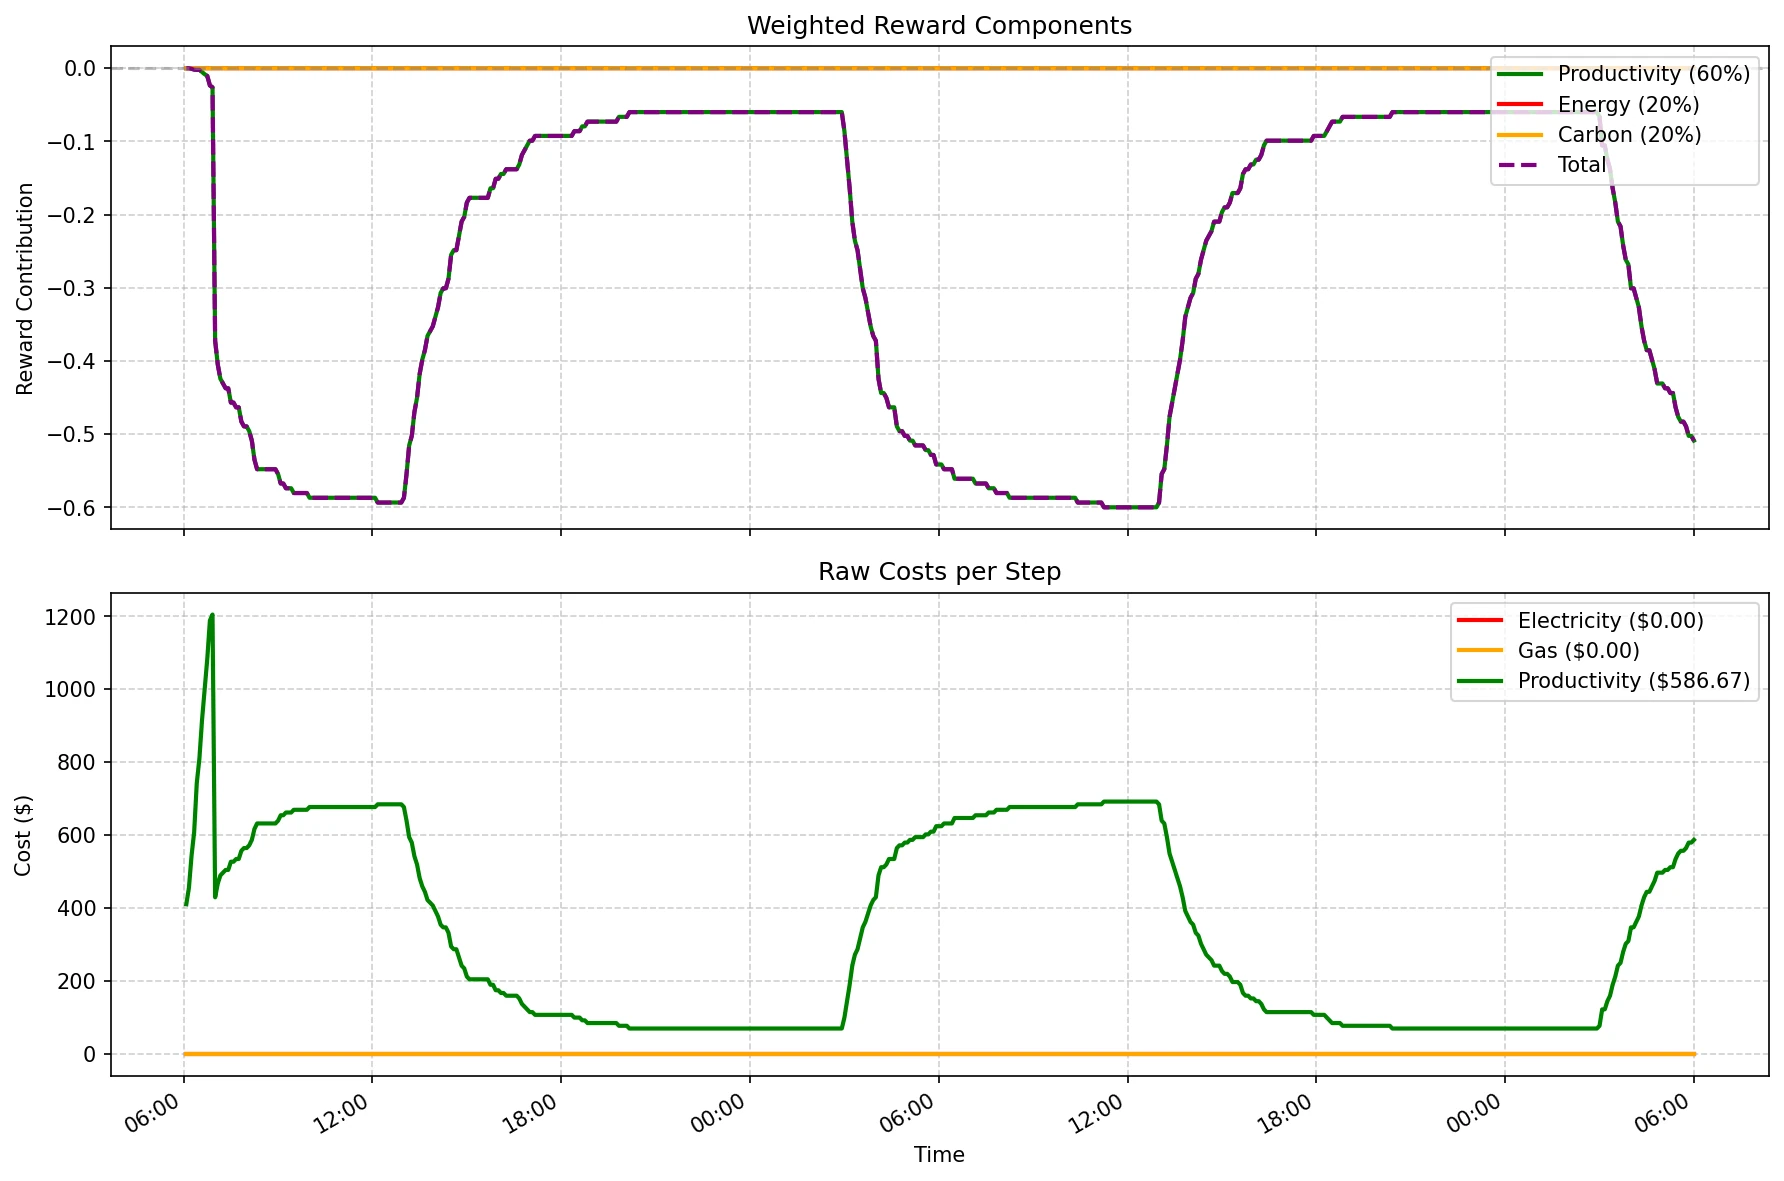 Weighted Reward Components
0.0
−0.1
−0.2
−0.3
−0.4
−0.5
−0.6
Reward Contribution
Productivity (60%)
Energy (20%)
Carbon (20%)
Total
Raw Costs per Step
1200
1000
800
600
400
200
0
Cost ($)
Electricity ($0.00)
Gas ($0.00)
Productivity ($586.67)
06:00
12:00
18:00
00:00
06:00
12:00
18:00
00:00
06:00
Time